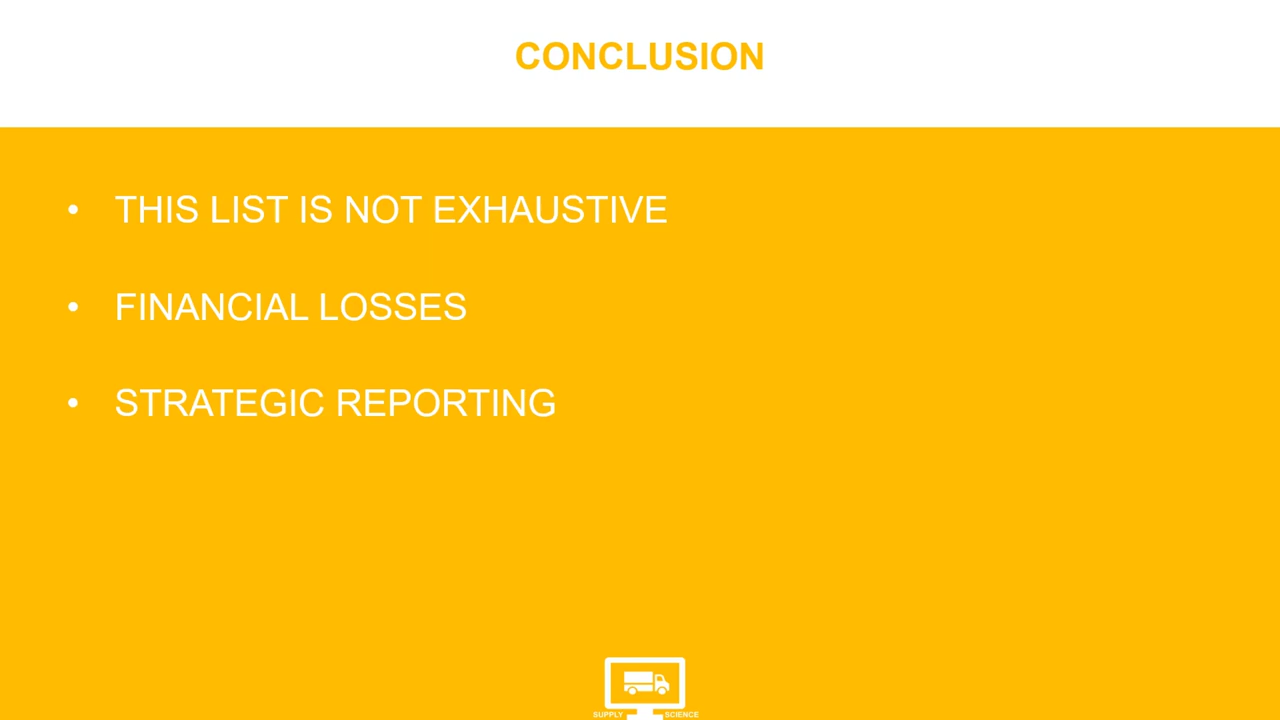 CONCLUSION
• THIS LIST IS NOT EXHAUSTIVE
• FINANCIAL LOSSES
• STRATEGIC REPORTING
SUPPLY SCIENCE